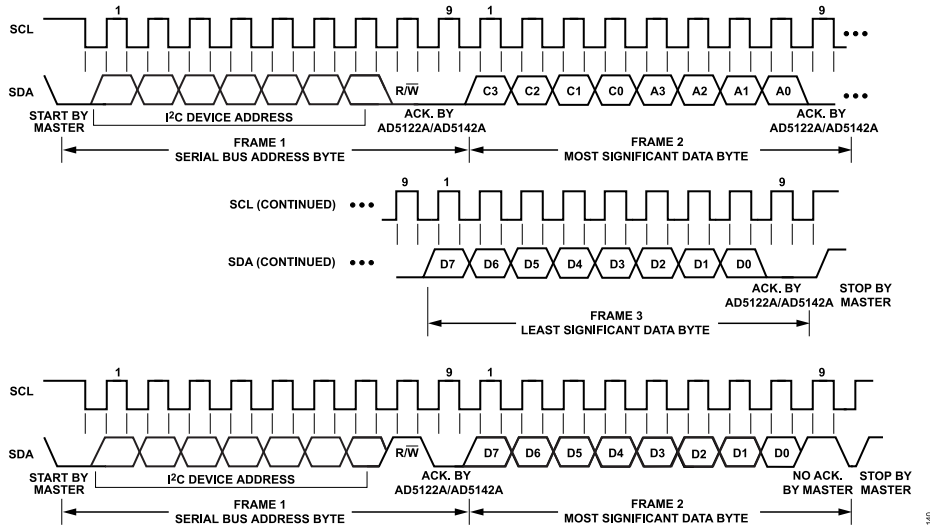 1 9 1 9
SCL •••
SDA R/W C3 C2 C1 C0 A3 A2 A1 A0 •••
START BY MASTER
I²C DEVICE ADDRESS
ACK. BY AD5122A/AD5142A
ACK. BY AD5122A/AD5142A
FRAME 1
SERIAL BUS ADDRESS BYTE
FRAME 2
MOST SIGNIFICANT DATA BYTE
9 1 9
SCL (CONTINUED) •••
SDA (CONTINUED) ••• D7 D6 D5 D4 D3 D2 D1 D0
ACK. BY AD5122A/AD5142A
STOP BY MASTER
FRAME 3
LEAST SIGNIFICANT DATA BYTE
1 9 1 9
SCL
SDA R/W D7 D6 D5 D4 D3 D2 D1 D0
START BY MASTER
I²C DEVICE ADDRESS
ACK. BY AD5122A/AD5142A
NO ACK. BY MASTER
STOP BY MASTER
FRAME 1
SERIAL BUS ADDRESS BYTE
FRAME 2
MOST SIGNIFICANT DATA BYTE